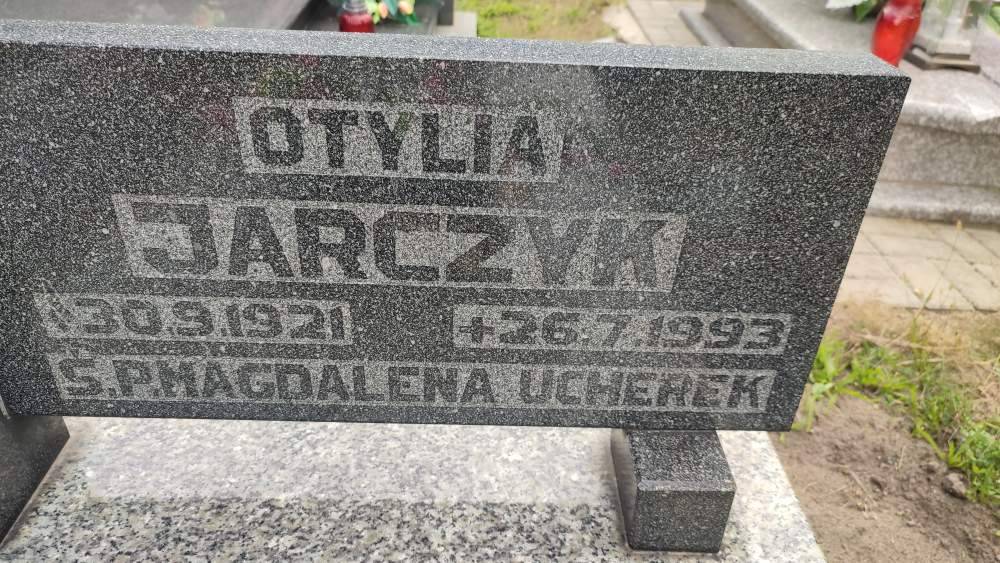 OTYLIA
JARCZYK
30.9.1921 +26.7.1993
Ś.P.MAGDALENA UCHEREK